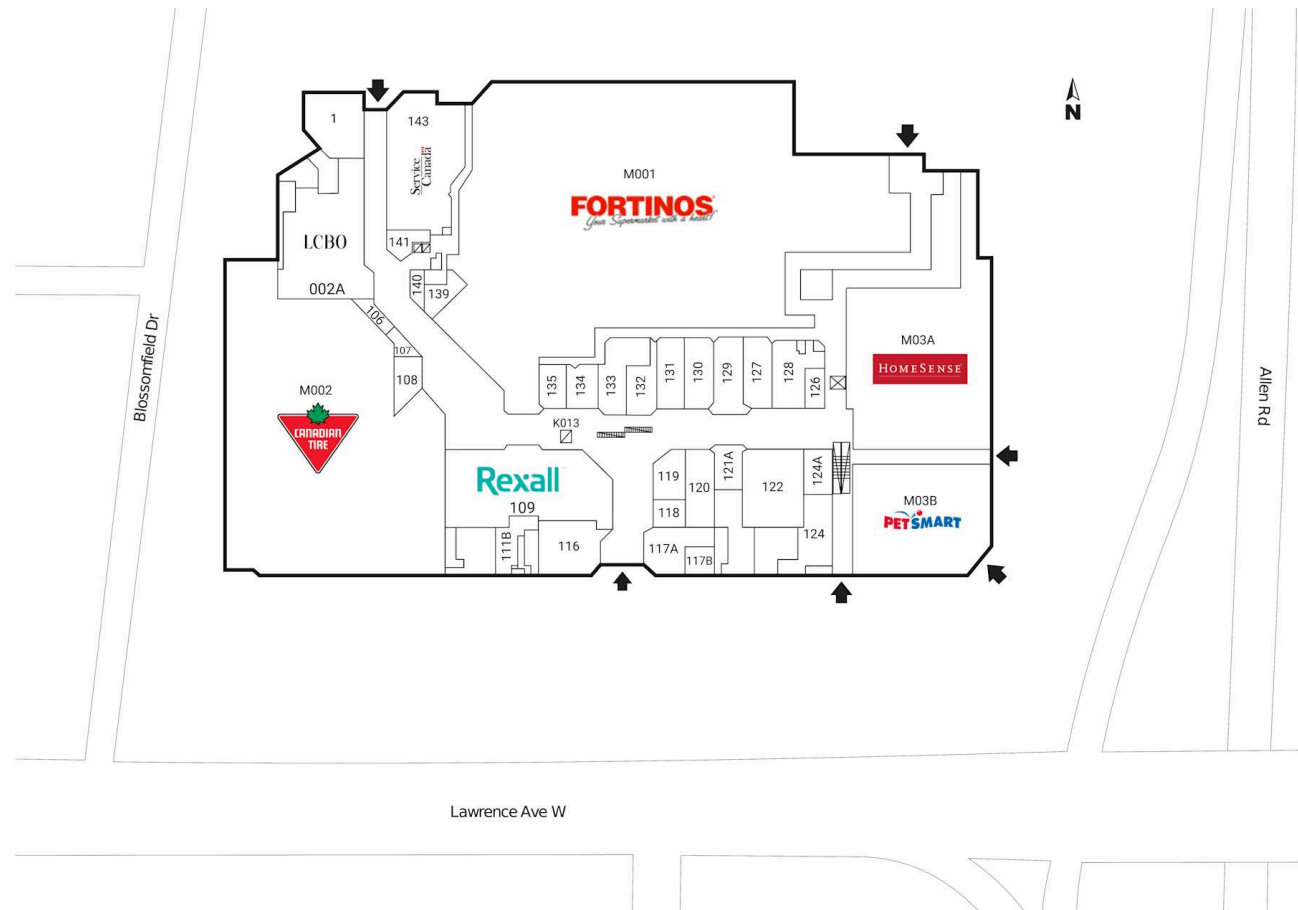 1
143
Service
Canada
N
M001
FORTINOS
Your Supermarket with a heart!
141
LCBO
002A
140
139
106
107
108
Blossomfield Dr
M002
CANADIAN
TIRE
M03A
HOMESENSE
Allen Rd
135
134
133
132
131
130
129
127
128
126
K013
Rexall
109
111B
116
119
118
120
121A
122
124A
124
117A
117B
M03B
PETSMART
Lawrence Ave W